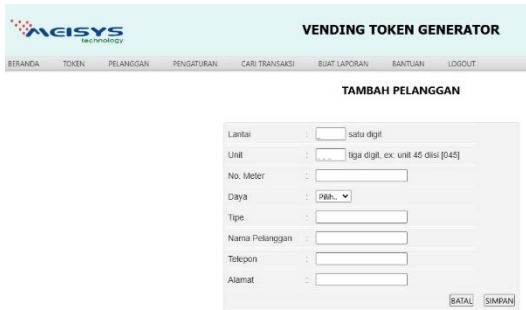 MEISYS
technology
VENDING TOKEN GENERATOR
BERANDA TOKEN PELANGGAN PENGATURAN CARI TRANSAKSI BUAT LAPORAN BANTUAN LOGOUT
TAMBAH PELANGGAN
Lantai : _ satu digit
Unit : _ _ _ tiga digit, ex: unit 45 diisi [045]
No. Meter :
Daya : Pilih..
Tipe :
Nama Pelanggan :
Telepon :
Alamat :
BATAL SIMPAN